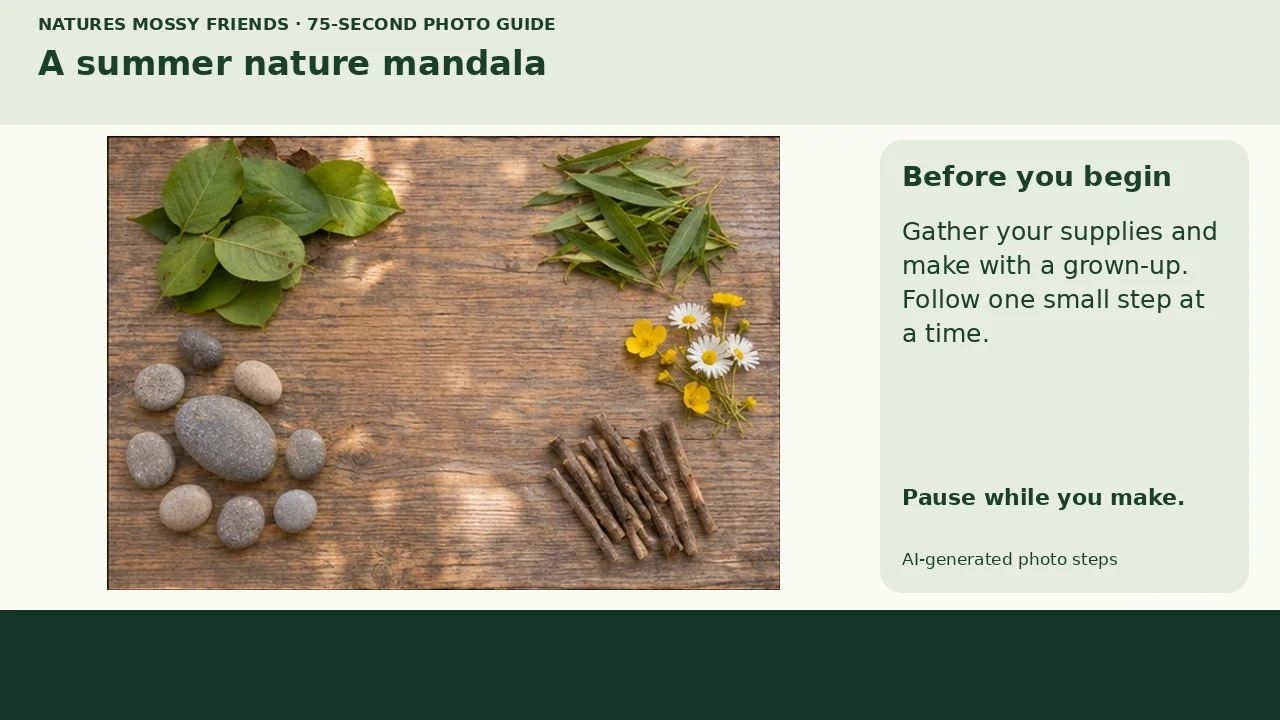 NATURES MOSSY FRIENDS · 75-SECOND PHOTO GUIDE
A summer nature mandala
Before you begin
Gather your supplies and
make with a grown-up.
Follow one small step at
a time.
Pause while you make.
AI-generated photo steps